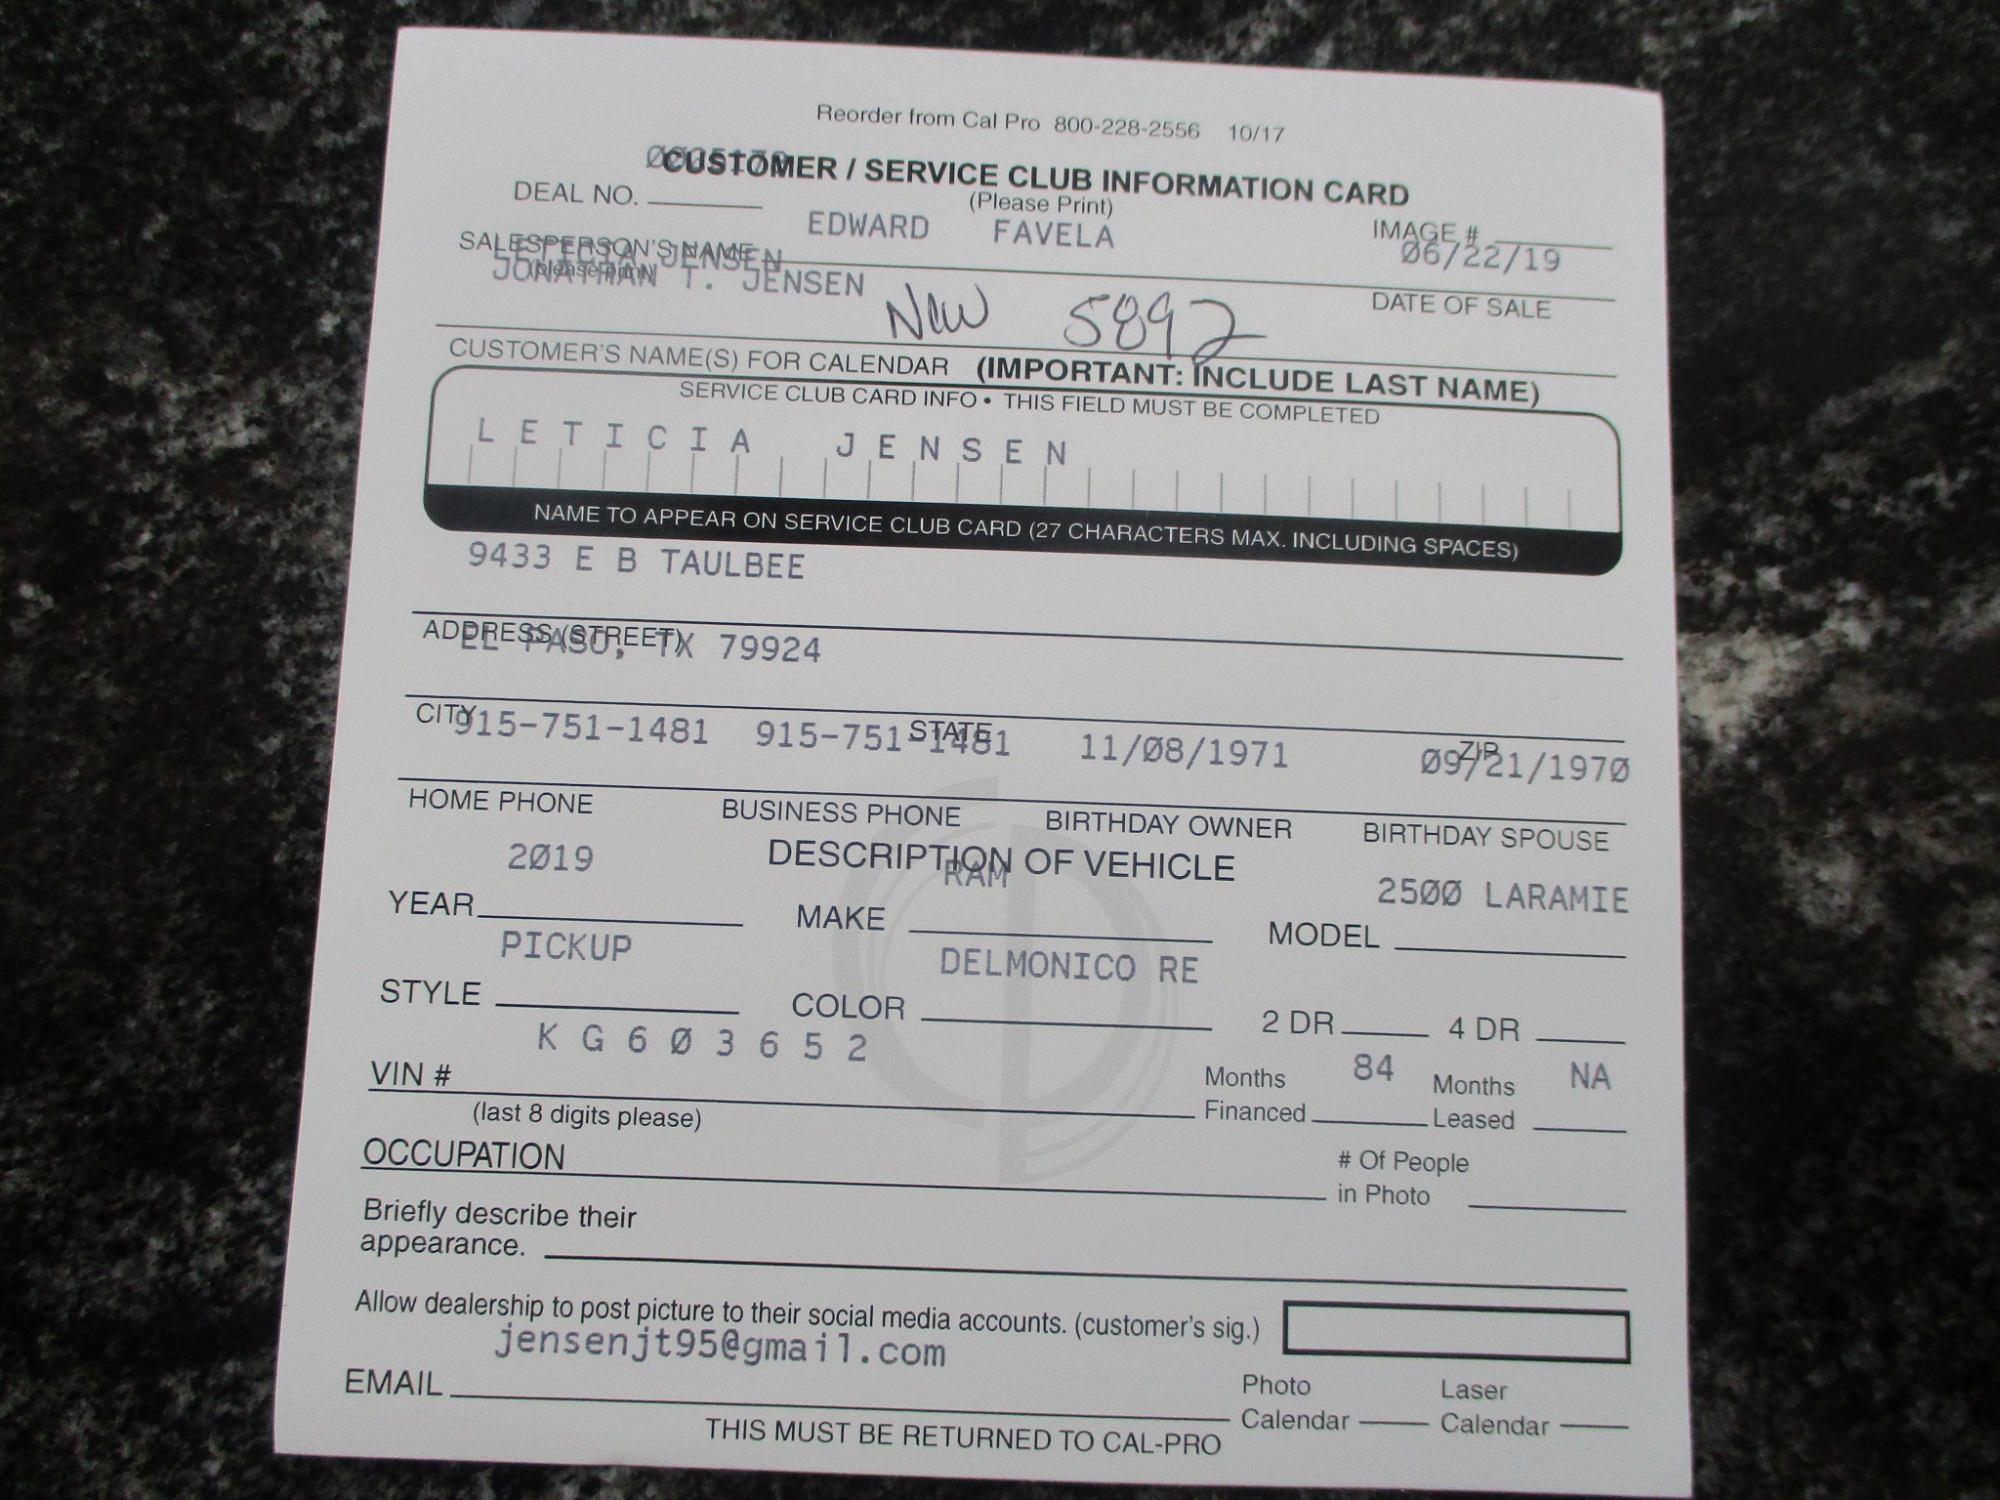 Reorder from Cal Pro 800-228-2556 10/17
CUSTOMER / SERVICE CLUB INFORMATION CARD
(Please Print)
DEAL NO.
EDWARD FAVELA
IMAGE #
SALESPERSON'S NAME
(please print)
LETICIA JENSEN
06/22/19
JONATHAN T. JENSEN
New 5892
DATE OF SALE
CUSTOMER'S NAME(S) FOR CALENDAR (IMPORTANT: INCLUDE LAST NAME)
SERVICE CLUB CARD INFO • THIS FIELD MUST BE COMPLETED
LETICIA JENSEN
NAME TO APPEAR ON SERVICE CLUB CARD (27 CHARACTERS MAX. INCLUDING SPACES)
9433 E B TAULBEE
ADDRESS (STREET)
EL PASO, TX 79924
CITY STATE ZIP
915-751-1481 915-751-1481 11/08/1971 09/21/1970
HOME PHONE BUSINESS PHONE BIRTHDAY OWNER BIRTHDAY SPOUSE
DESCRIPTION OF VEHICLE
2019 RAM 2500 LARAMIE
YEAR MAKE MODEL
PICKUP DELMONICO RE
STYLE COLOR 2 DR 4 DR
KG603652
VIN #
(last 8 digits please)
Months Financed 84 Months Leased NA
OCCUPATION
# Of People in Photo
Briefly describe their
appearance.
Allow dealership to post picture to their social media accounts. (customer's sig.)
jensenjt95@gmail.com
EMAIL
Photo Calendar Laser Calendar
THIS MUST BE RETURNED TO CAL-PRO